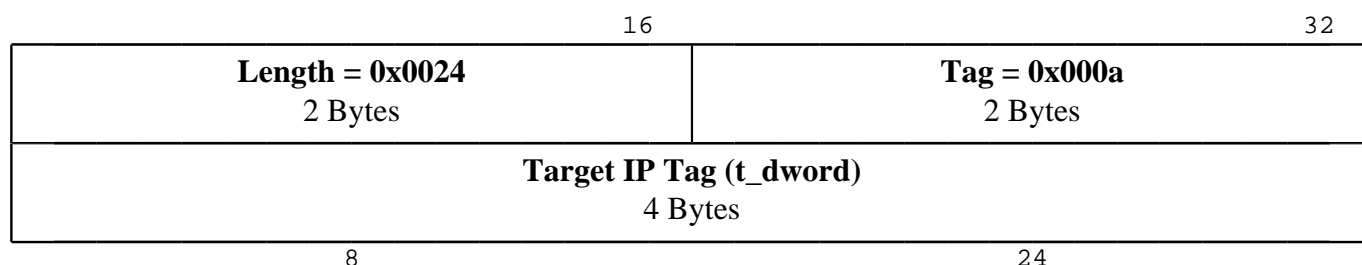 16 32
Length = 0x0024 Tag = 0x000a
2 Bytes 2 Bytes
Target IP Tag (t_dword)
4 Bytes
8 24